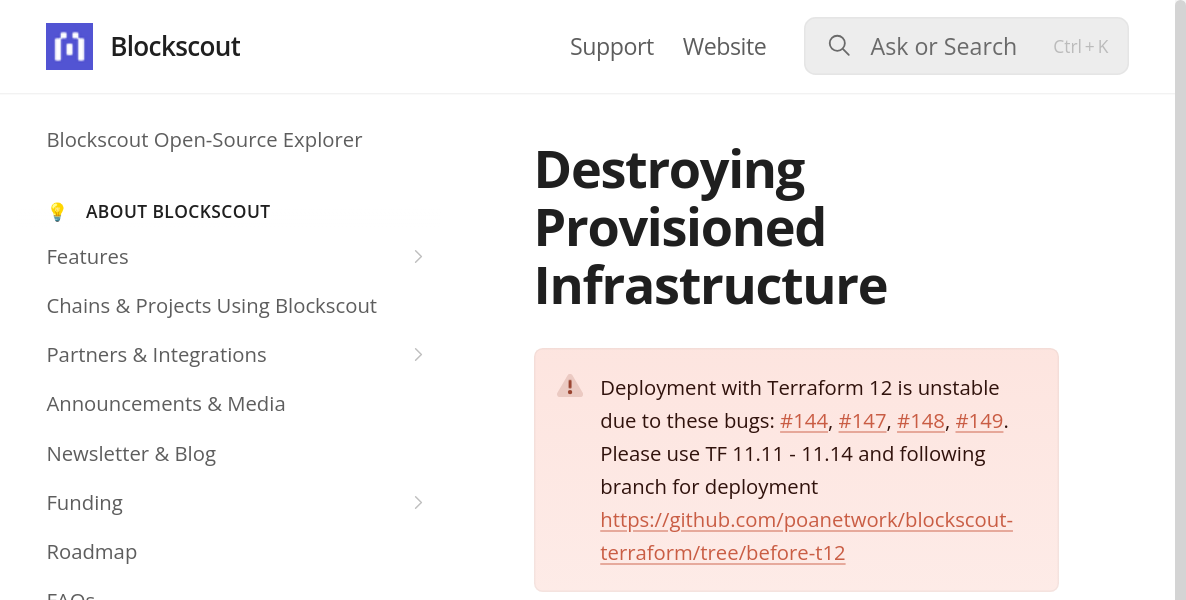 Blockscout
Support
Website
Ask or Search
Ctrl + K
Blockscout Open-Source Explorer
💡 ABOUT BLOCKSCOUT
Features
Chains & Projects Using Blockscout
Partners & Integrations
Announcements & Media
Newsletter & Blog
Funding
Roadmap
FAQs
Destroying
Provisioned
Infrastructure
Deployment with Terraform 12 is unstable
due to these bugs: #144, #147, #148, #149.
Please use TF 11.11 - 11.14 and following
branch for deployment
https://github.com/poanetwork/blockscout-
terraform/tree/before-t12